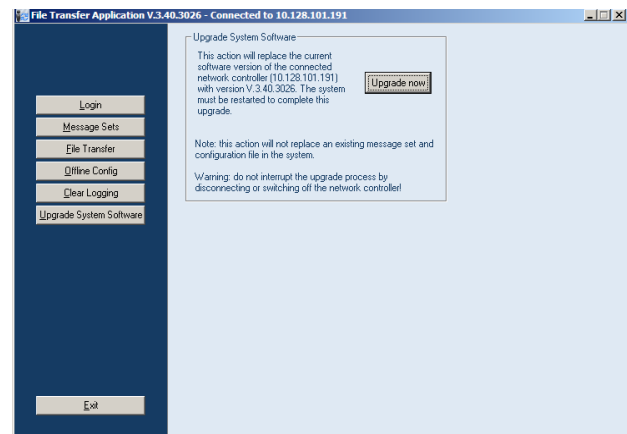 File Transfer Application V.3.40.3026 - Connected to 10.128.101.191
Login
Message Sets
File Transfer
Offline Config
Clear Logging
Upgrade System Software
Exit
Upgrade System Software
This action will replace the current
software version of the connected
network controller (10.128.101.191)
with version V.3.40.3026. The system
must be restarted to complete this
upgrade.
Upgrade now
Note: this action will not replace an existing message set and
configuration file in the system.
Warning: do not interrupt the upgrade process by
disconnecting or switching off the network controller!